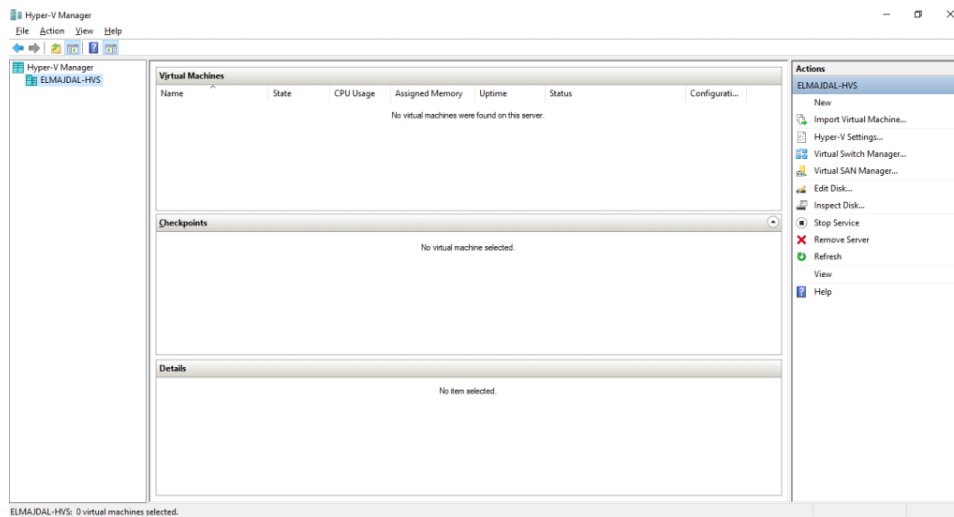 Hyper-V Manager
File Action View Help
Hyper-V Manager
ELMAJDAL-HVS
Virtual Machines
Name State CPU Usage Assigned Memory Uptime Status Configurati...
No virtual machines were found on this server.
Checkpoints
No virtual machine selected.
Details
No item selected.
Actions
ELMAJDAL-HVS
New
Import Virtual Machine...
Hyper-V Settings...
Virtual Switch Manager...
Virtual SAN Manager...
Edit Disk...
Inspect Disk...
Stop Service
Remove Server
Refresh
View
Help
ELMAJDAL-HVS: 0 virtual machines selected.